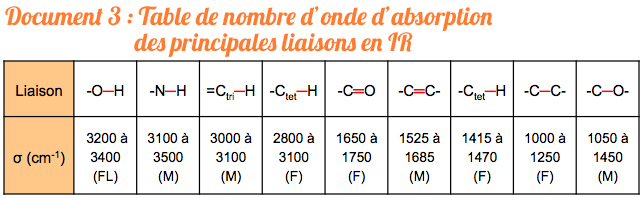 Document 3 : Table de nombre d'onde d'absorption
des principales liaisons en IR
Liaison -O—H -N—H =Ctri—H -Ctet—H -C=O -C=C- -Ctet—H -C—C- -C—O-
σ (cm-1) 3200 à 3100 à 3000 à 2800 à 1650 à 1525 à 1415 à 1000 à 1050 à
3400 3500 3100 3100 1750 1685 1470 1250 1450
(FL) (M) (M) (F) (F) (M) (F) (F) (M)